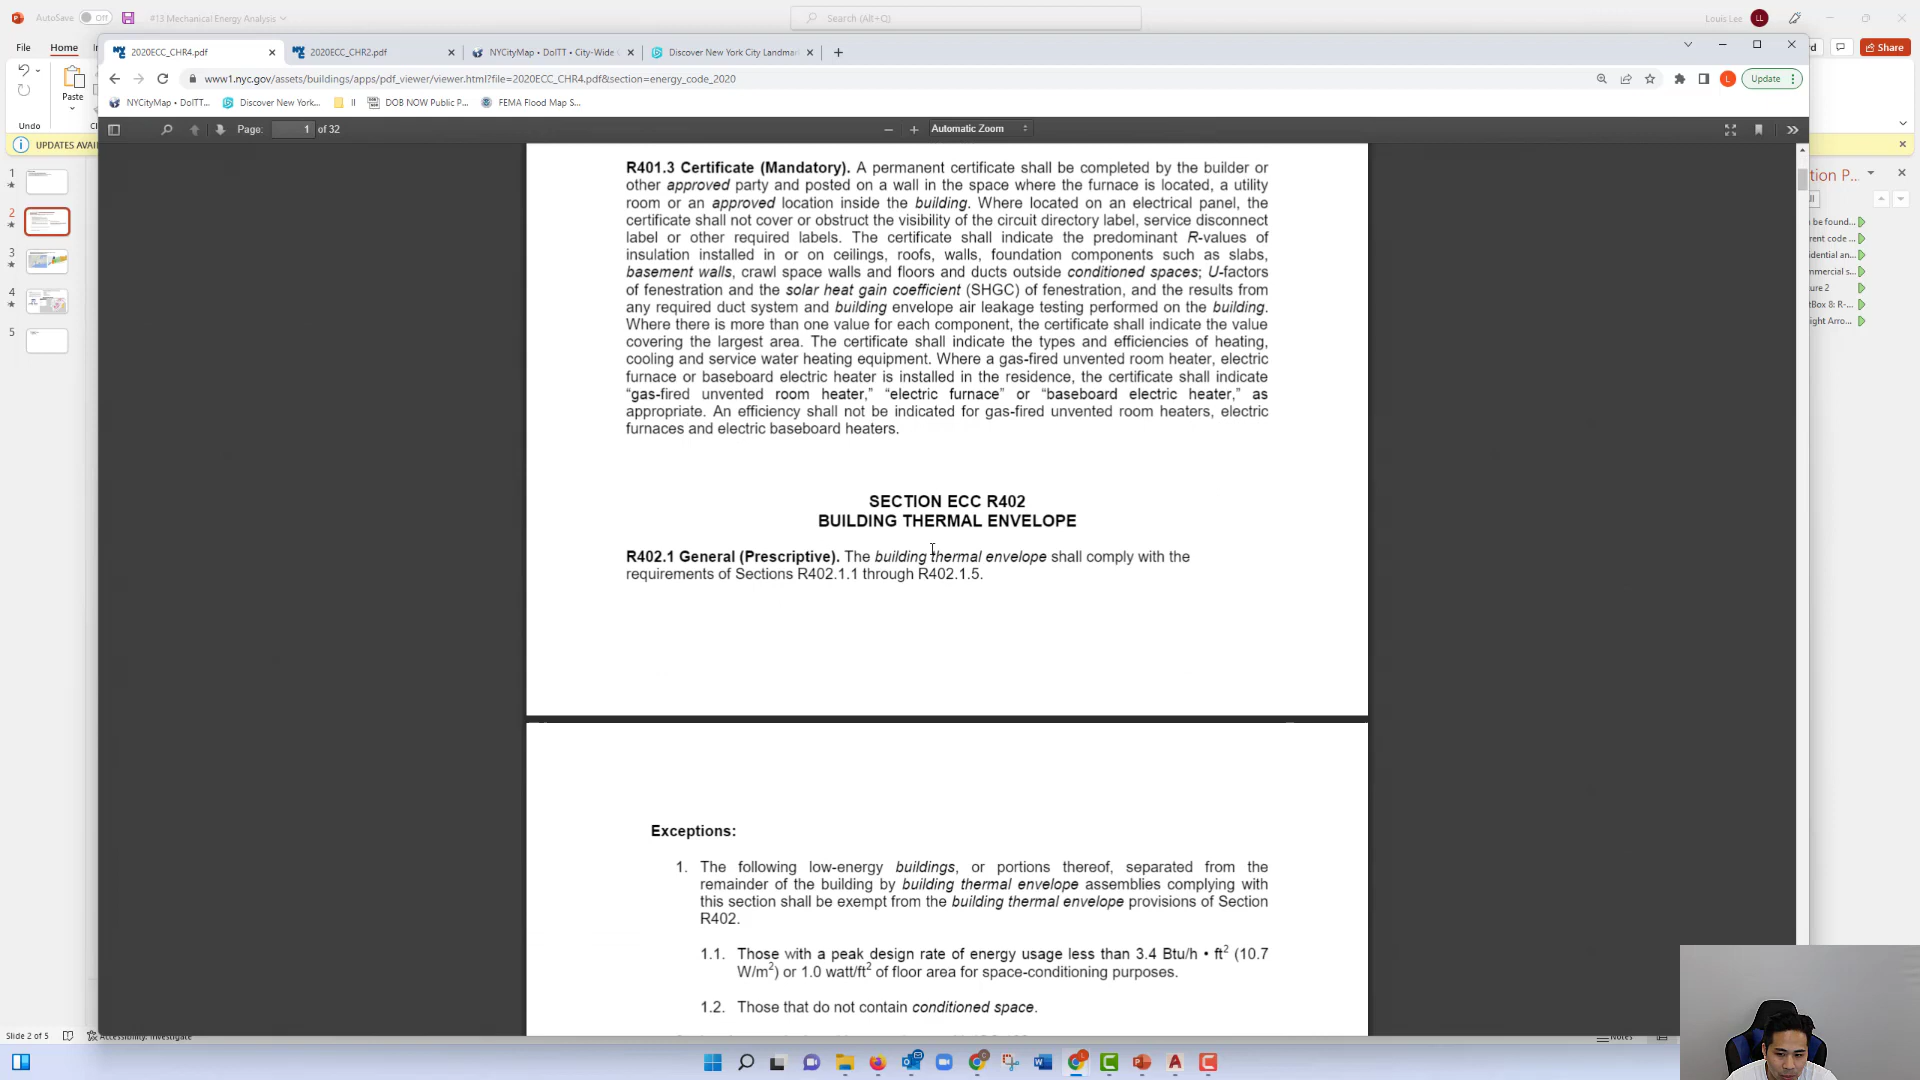 AutoSave Off #13 Mechanical Energy Analysis Search (Alt+Q) Louis Lee LL
File Home Share
2020ECC_CHR4.pdf 2020ECC_CHR2.pdf NYCityMap • DoITT • City-Wide Discover New York City Landmar
www1.nyc.gov/assets/buildings/apps/pdf_viewer/viewer.html?file=2020ECC_CHR4.pdf&section=energy_code_2020 L Update
NYCityMap • DoITT... Discover New York... II DOB NOW Public P... FEMA Flood Map S...
Paste
Undo
Page: 1 of 32 Automatic Zoom
UPDATES AVAI
R401.3 Certificate (Mandatory). A permanent certificate shall be completed by the builder or
other approved party and posted on a wall in the space where the furnace is located, a utility
room or an approved location inside the building. Where located on an electrical panel, the
certificate shall not cover or obstruct the visibility of the circuit directory label, service disconnect
label or other required labels. The certificate shall indicate the predominant R-values of
insulation installed in or on ceilings, roofs, walls, foundation components such as slabs,
basement walls, crawl space walls and floors and ducts outside conditioned spaces; U-factors
of fenestration and the solar heat gain coefficient (SHGC) of fenestration, and the results from
any required duct system and building envelope air leakage testing performed on the building.
Where there is more than one value for each component, the certificate shall indicate the value
covering the largest area. The certificate shall indicate the types and efficiencies of heating,
cooling and service water heating equipment. Where a gas-fired unvented room heater, electric
furnace or baseboard electric heater is installed in the residence, the certificate shall indicate
“gas-fired unvented room heater,” “electric furnace” or “baseboard electric heater,” as
appropriate. An efficiency shall not be indicated for gas-fired unvented room heaters, electric
furnaces and electric baseboard heaters.
SECTION ECC R402
BUILDING THERMAL ENVELOPE
R402.1 General (Prescriptive). The building thermal envelope shall comply with the
requirements of Sections R402.1.1 through R402.1.5.
Exceptions:
1. The following low-energy buildings, or portions thereof, separated from the
remainder of the building by building thermal envelope assemblies complying with
this section shall be exempt from the building thermal envelope provisions of Section
R402.
1.1. Those with a peak design rate of energy usage less than 3.4 Btu/h • ft2 (10.7
W/m2) or 1.0 watt/ft2 of floor area for space-conditioning purposes.
1.2. Those that do not contain conditioned space.
1
2
3
4
5
tion P...
be found...
rent code ...
idential an...
mmercial s...
ure 2
tBox 8: R-...
ight Arro...
Slide 2 of 5 Accessibility: Investigate Notes